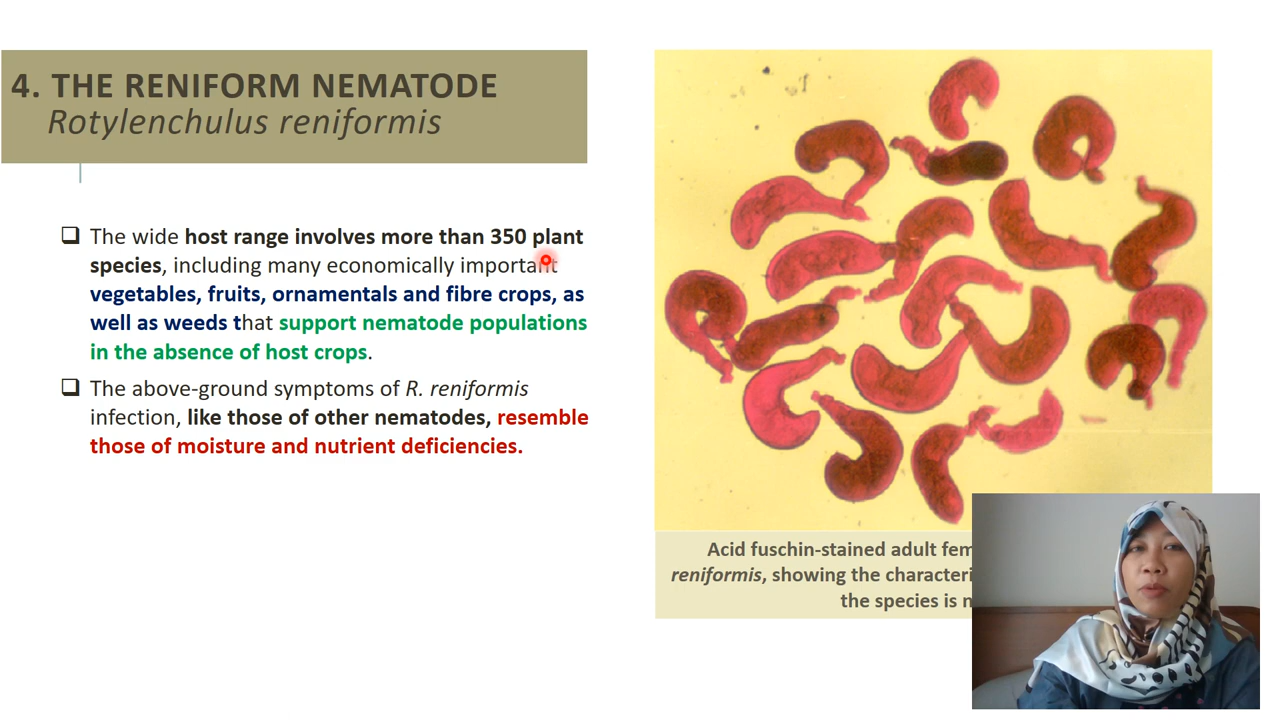 4. THE RENIFORM NEMATODE
Rotylenchulus reniformis
❑ The wide host range involves more than 350 plant
species, including many economically important
vegetables, fruits, ornamentals and fibre crops, as
well as weeds that support nematode populations
in the absence of host crops.
❑ The above-ground symptoms of R. reniformis
infection, like those of other nematodes, resemble
those of moisture and nutrient deficiencies.
Acid fuschin-stained adult
reniformis, showing the
the species is